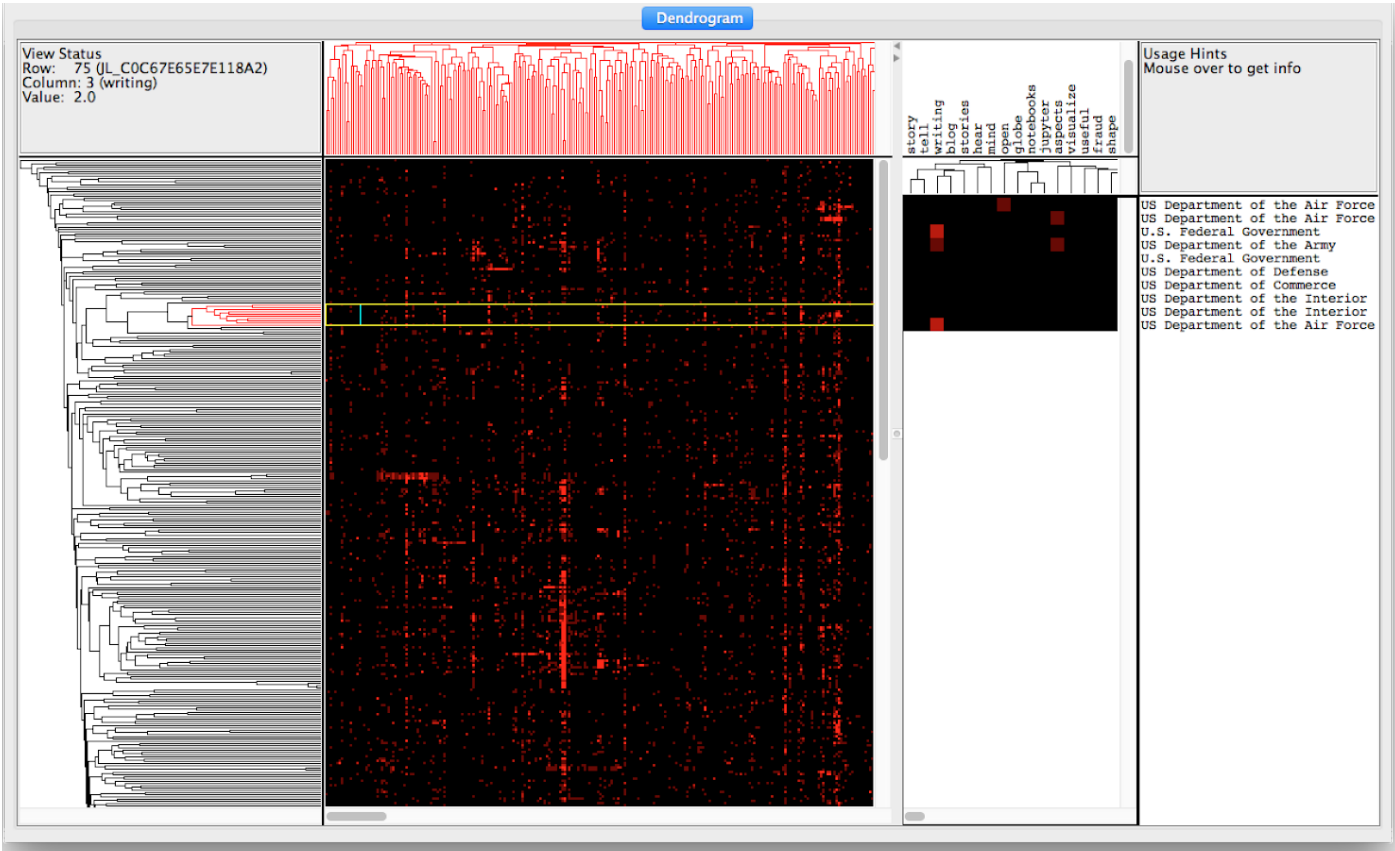 Dendrogram
View Status
Row: 75 (JL_C0C67E65E7E118A2)
Column: 3 (writing)
Value: 2.0
story
tell
writing
blog
stories
hear
mind
open
globe
notebooks
jupyter
aspects
visualize
useful
fraud
shape
Usage Hints
Mouse over to get info
US Department of the Air Force
US Department of the Air Force
U.S. Federal Government
US Department of the Army
U.S. Federal Government
US Department of Defense
US Department of Commerce
US Department of the Interior
US Department of the Interior
US Department of the Air Force